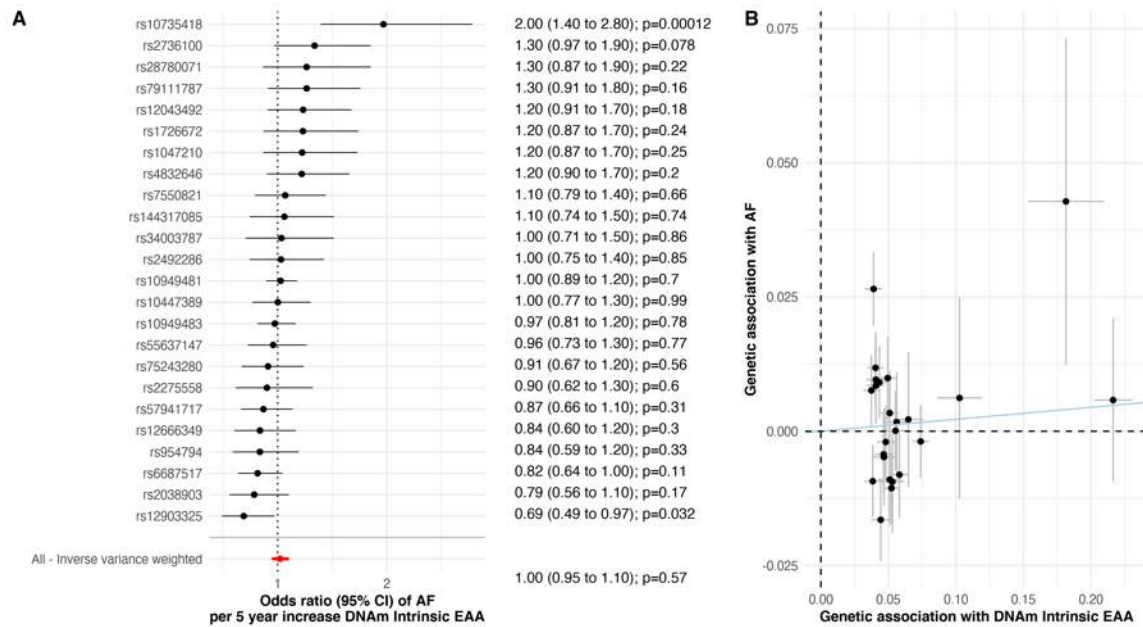 A
rs10735418 2.00 (1.40 to 2.80); p=0.00012
rs2736100 1.30 (0.97 to 1.90); p=0.078
rs28780071 1.30 (0.87 to 1.90); p=0.22
rs79111787 1.30 (0.91 to 1.80); p=0.16
rs12043492 1.20 (0.91 to 1.70); p=0.18
rs1726672 1.20 (0.87 to 1.70); p=0.24
rs1047210 1.20 (0.87 to 1.70); p=0.25
rs4832646 1.20 (0.90 to 1.70); p=0.2
rs7550821 1.10 (0.79 to 1.40); p=0.66
rs144317085 1.10 (0.74 to 1.50); p=0.74
rs34003787 1.00 (0.71 to 1.50); p=0.86
rs2492286 1.00 (0.75 to 1.40); p=0.85
rs10949481 1.00 (0.89 to 1.20); p=0.7
rs10447389 1.00 (0.77 to 1.30); p=0.99
rs10949483 0.97 (0.81 to 1.20); p=0.78
rs55637147 0.96 (0.73 to 1.30); p=0.77
rs75243280 0.91 (0.67 to 1.20); p=0.56
rs2275558 0.90 (0.62 to 1.30); p=0.6
rs57941717 0.87 (0.66 to 1.10); p=0.31
rs12666349 0.84 (0.60 to 1.20); p=0.3
rs954794 0.84 (0.59 to 1.20); p=0.33
rs6687517 0.82 (0.64 to 1.00); p=0.11
rs2038903 0.79 (0.56 to 1.10); p=0.17
rs12903325 0.69 (0.49 to 0.97); p=0.032
All - Inverse variance weighted
1.00 (0.95 to 1.10); p=0.57
1 2
Odds ratio (95% CI) of AF
per 5 year increase DNAm Intrinsic EAA
B
Genetic association with AF
0.075
0.050
0.025
0.000
-0.025
0.00 0.05 0.10 0.15 0.20
Genetic association with DNAm Intrinsic EAA